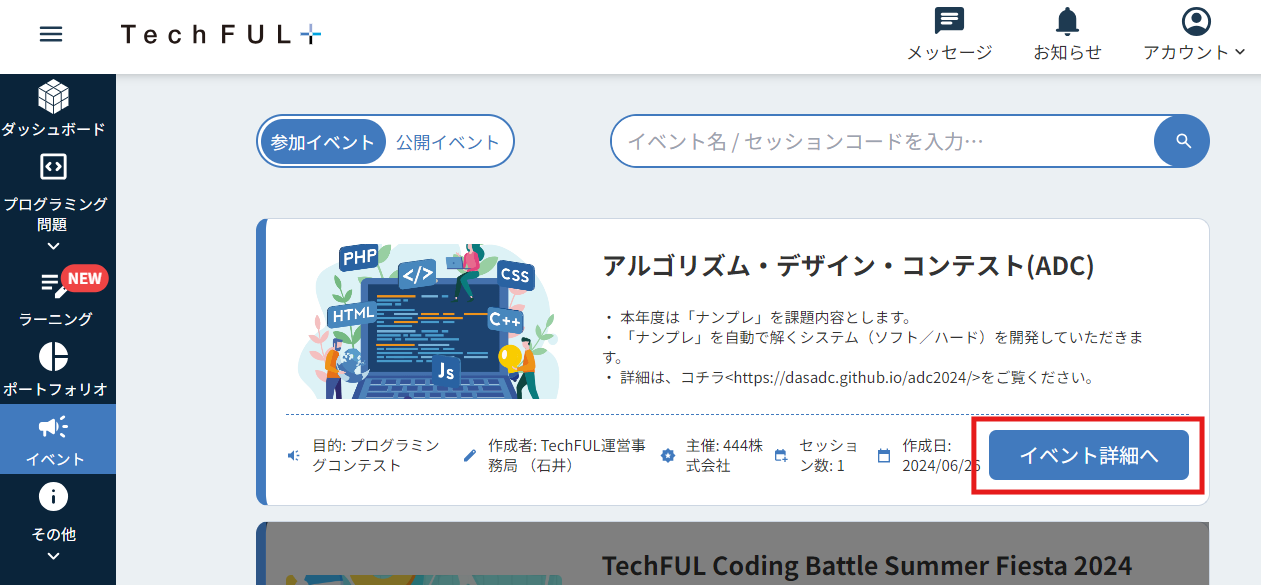 TechFUL
メッセージ
お知らせ
アカウント
ダッシュボード
プログラミング
問題
NEW
ラーニング
ポートフォリオ
イベント
その他
参加イベント
公開イベント
イベント名 / セッションコードを入力…
PHP
</>
CSS
HTML
C++
Js
アルゴリズム・デザイン・コンテスト(ADC)
・ 本年度は「ナンプレ」を課題内容とします。
・ 「ナンプレ」を自動で解くシステム（ソフト／ハード）を開発していただきま
す。
・ 詳細は、コチラ<https://dasadc.github.io/adc2024/>をご覧ください。
目的: プログラミン
グコンテスト
作成者: TechFUL運営事
務局 （石井）
主催: 444株
式会社
セッショ
ン数: 1
作成日:
2024/06/26
イベント詳細へ
TechFUL Coding Battle Summer Fiesta 2024